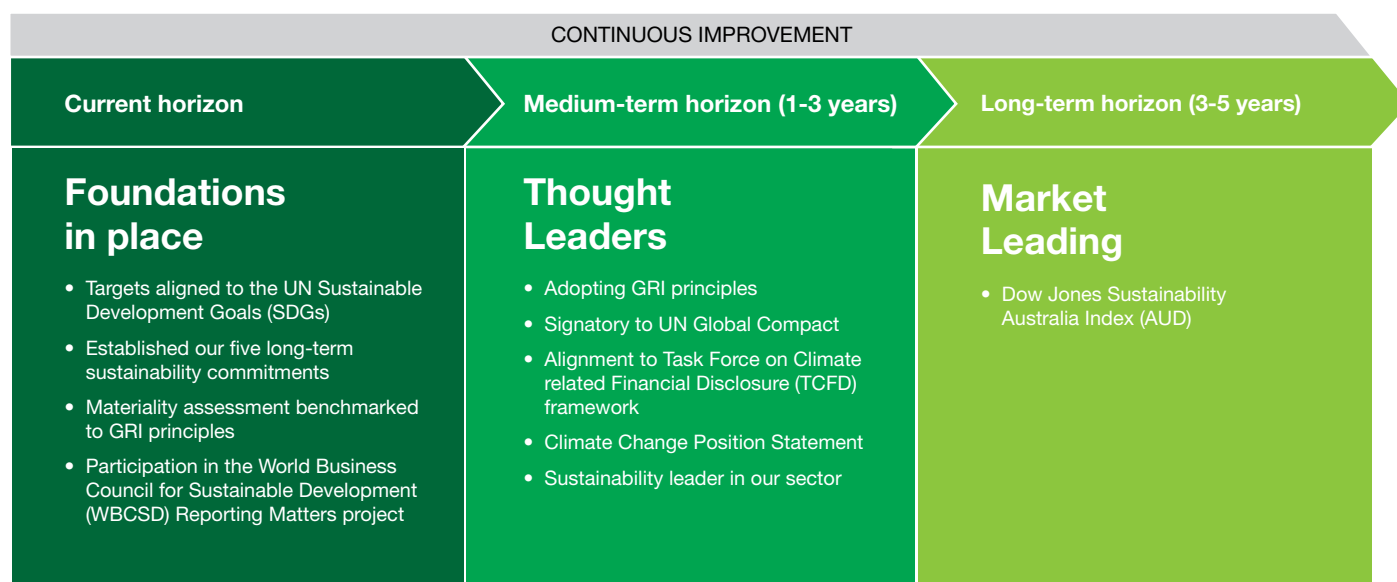 CONTINUOUS IMPROVEMENT
Current horizon
Medium-term horizon (1-3 years)
Long-term horizon (3-5 years)
Foundations
in place
• Targets aligned to the UN Sustainable
Development Goals (SDGs)
• Established our five long-term
sustainability commitments
• Materiality assessment benchmarked
to GRI principles
• Participation in the World Business
Council for Sustainable Development
(WBCSD) Reporting Matters project
Thought
Leaders
• Adopting GRI principles
• Signatory to UN Global Compact
• Alignment to Task Force on Climate
related Financial Disclosure (TCFD)
framework
• Climate Change Position Statement
• Sustainability leader in our sector
Market
Leading
• Dow Jones Sustainability
Australia Index (AUD)